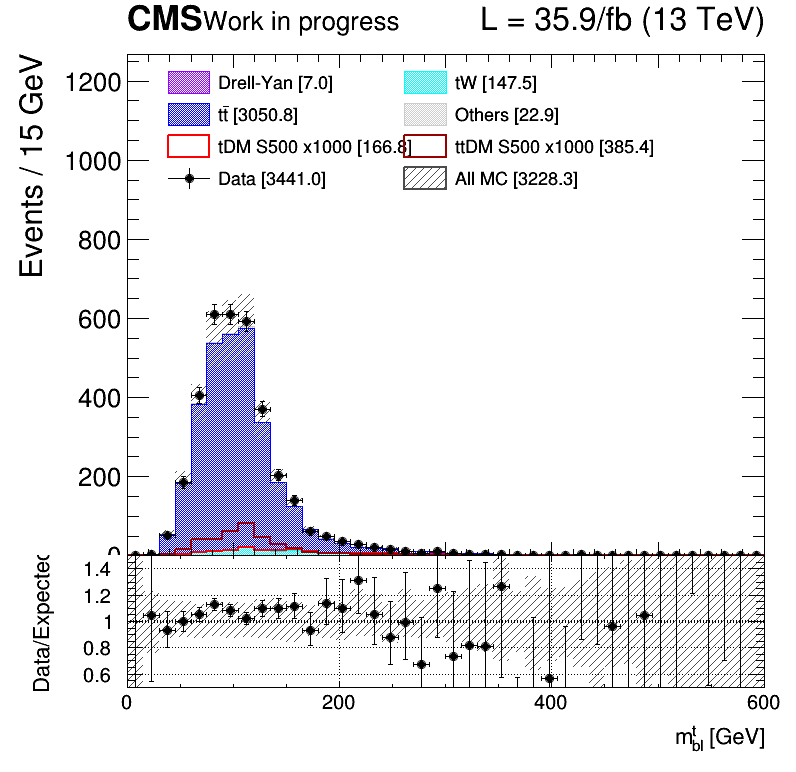 CMS Work in progress L = 35.9/fb (13 TeV)
Events / 15 GeV
1200
1000
800
600
400
200
0
Drell-Yan [7.0] tW [147.5]
tt̄ [3050.8] Others [22.9]
tDM S500 x1000 [166.8] ttDM S500 x1000 [385.4]
Data [3441.0] All MC [3228.3]
Data/Expected
1.4
1.2
1
0.8
0.6
0 200 400 600
m^t_bl [GeV]